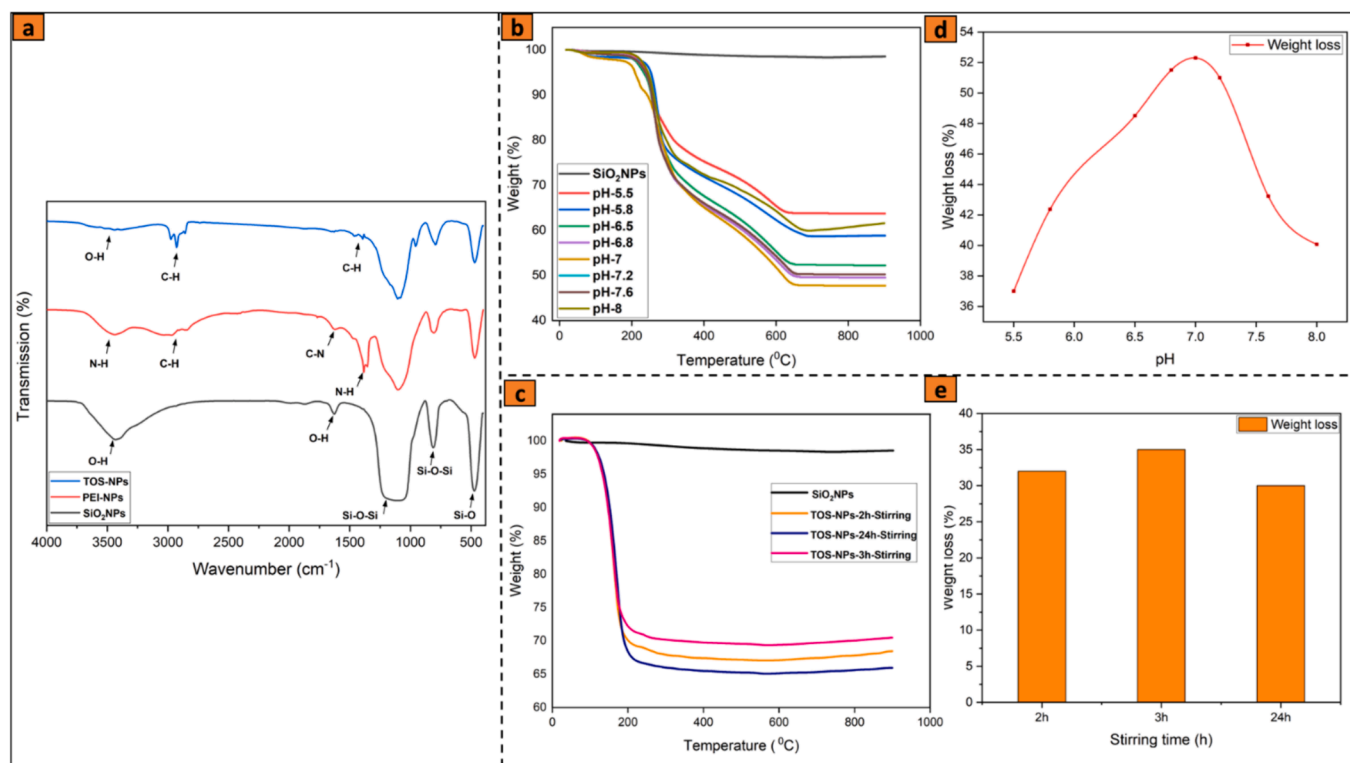 a
Transmission (%)
O-H
C-H
C-H
N-H
C-H
C-N
N-H
O-H
O-H
Si-O-Si
Si-O-Si
Si-O
TOS-NPs
PEI-NPs
SiO2NPs
4000 3500 3000 2500 2000 1500 1000 500
Wavenumber (cm-1)
b
Weight (%)
100
90
80
70
60
50
40
SiO2NPs
pH-5.5
pH-5.8
pH-6.5
pH-6.8
pH-7
pH-7.2
pH-7.6
pH-8
0 200 400 600 800 1000
Temperature (0C)
d
Weight loss (%)
54
52
50
48
46
44
42
40
38
36
Weight loss
5.5 6.0 6.5 7.0 7.5 8.0
pH
c
Weight (%)
100
95
90
85
80
75
70
65
60
SiO2NPs
TOS-NPs-2h-Stirring
TOS-NPs-24h-Stirring
TOS-NPs-3h-Stirring
0 200 400 600 800 1000
Temperature (0C)
e
Weight loss (%)
40
35
30
25
20
15
10
5
0
Weight loss
2h 3h 24h
Stirring time (h)